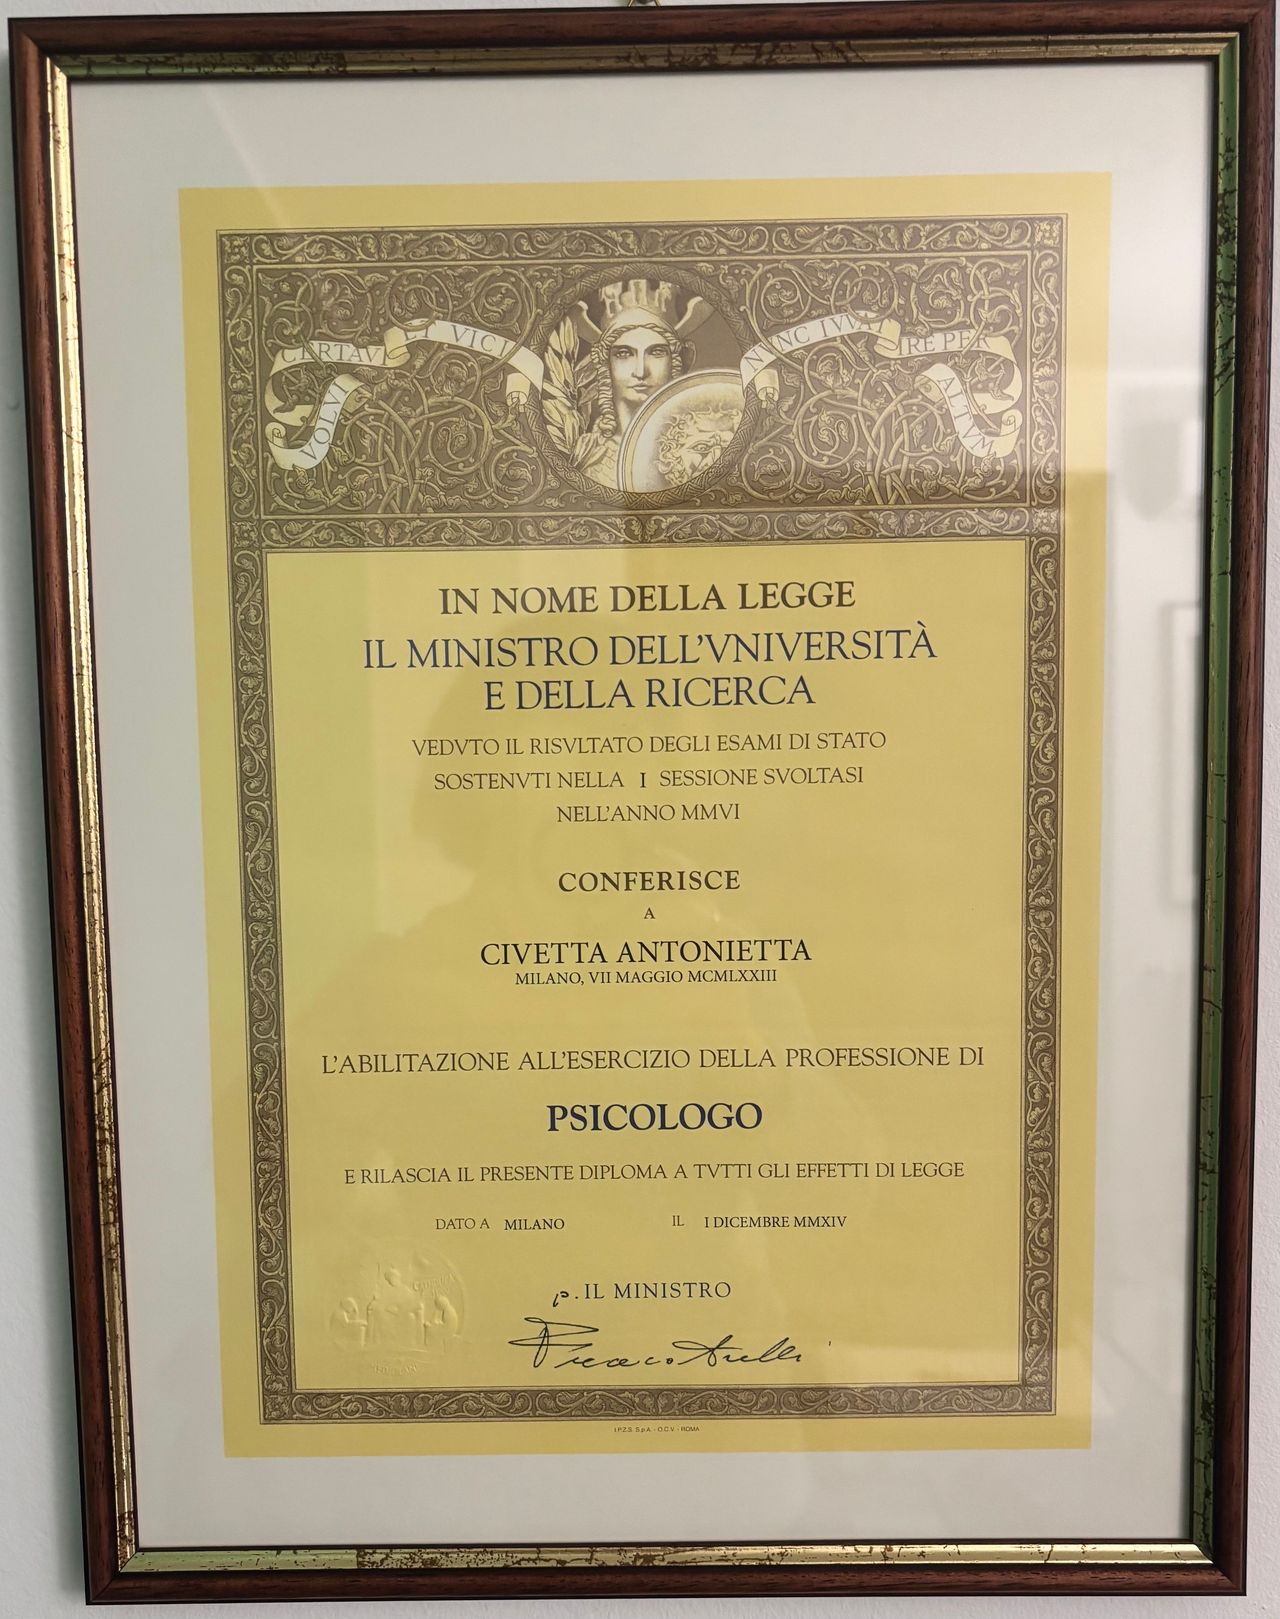 VOLVI CERTAVI ET VICI
NVNC IVVAT IRE PER ALTVM
IN NOME DELLA LEGGE
IL MINISTRO DELL'VNIVERSITÀ
E DELLA RICERCA
VEDVTO IL RISVLTATO DEGLI ESAMI DI STATO
SOSTENVTI NELLA I SESSIONE SVOLTASI
NELL'ANNO MMVI
CONFERISCE
A
CIVETTA ANTONIETTA
MILANO, VII MAGGIO MCMLXXIII
L'ABILITAZIONE ALL'ESERCIZIO DELLA PROFESSIONE DI
PSICOLOGO
E RILASCIA IL PRESENTE DIPLOMA A TVTTI GLI EFFETTI DI LEGGE
DATO A MILANO IL I DICEMBRE MMXIV
p. IL MINISTRO
I.P.Z.S. S.p.A. - O.C.V. - ROMA